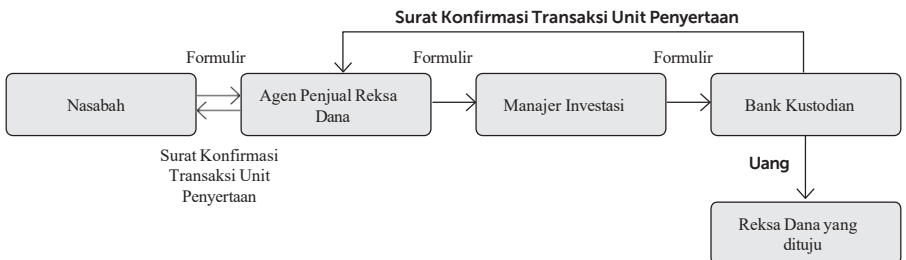 Surat Konfirmasi Transaksi Unit Penyertaan
Formulir
Formulir
Formulir
Nasabah
Agen Penjual Reksa
Dana
Manajer Investasi
Bank Kustodian
Surat Konfirmasi
Transaksi Unit
Penyertaan
Uang
Reksa Dana yang
dituju